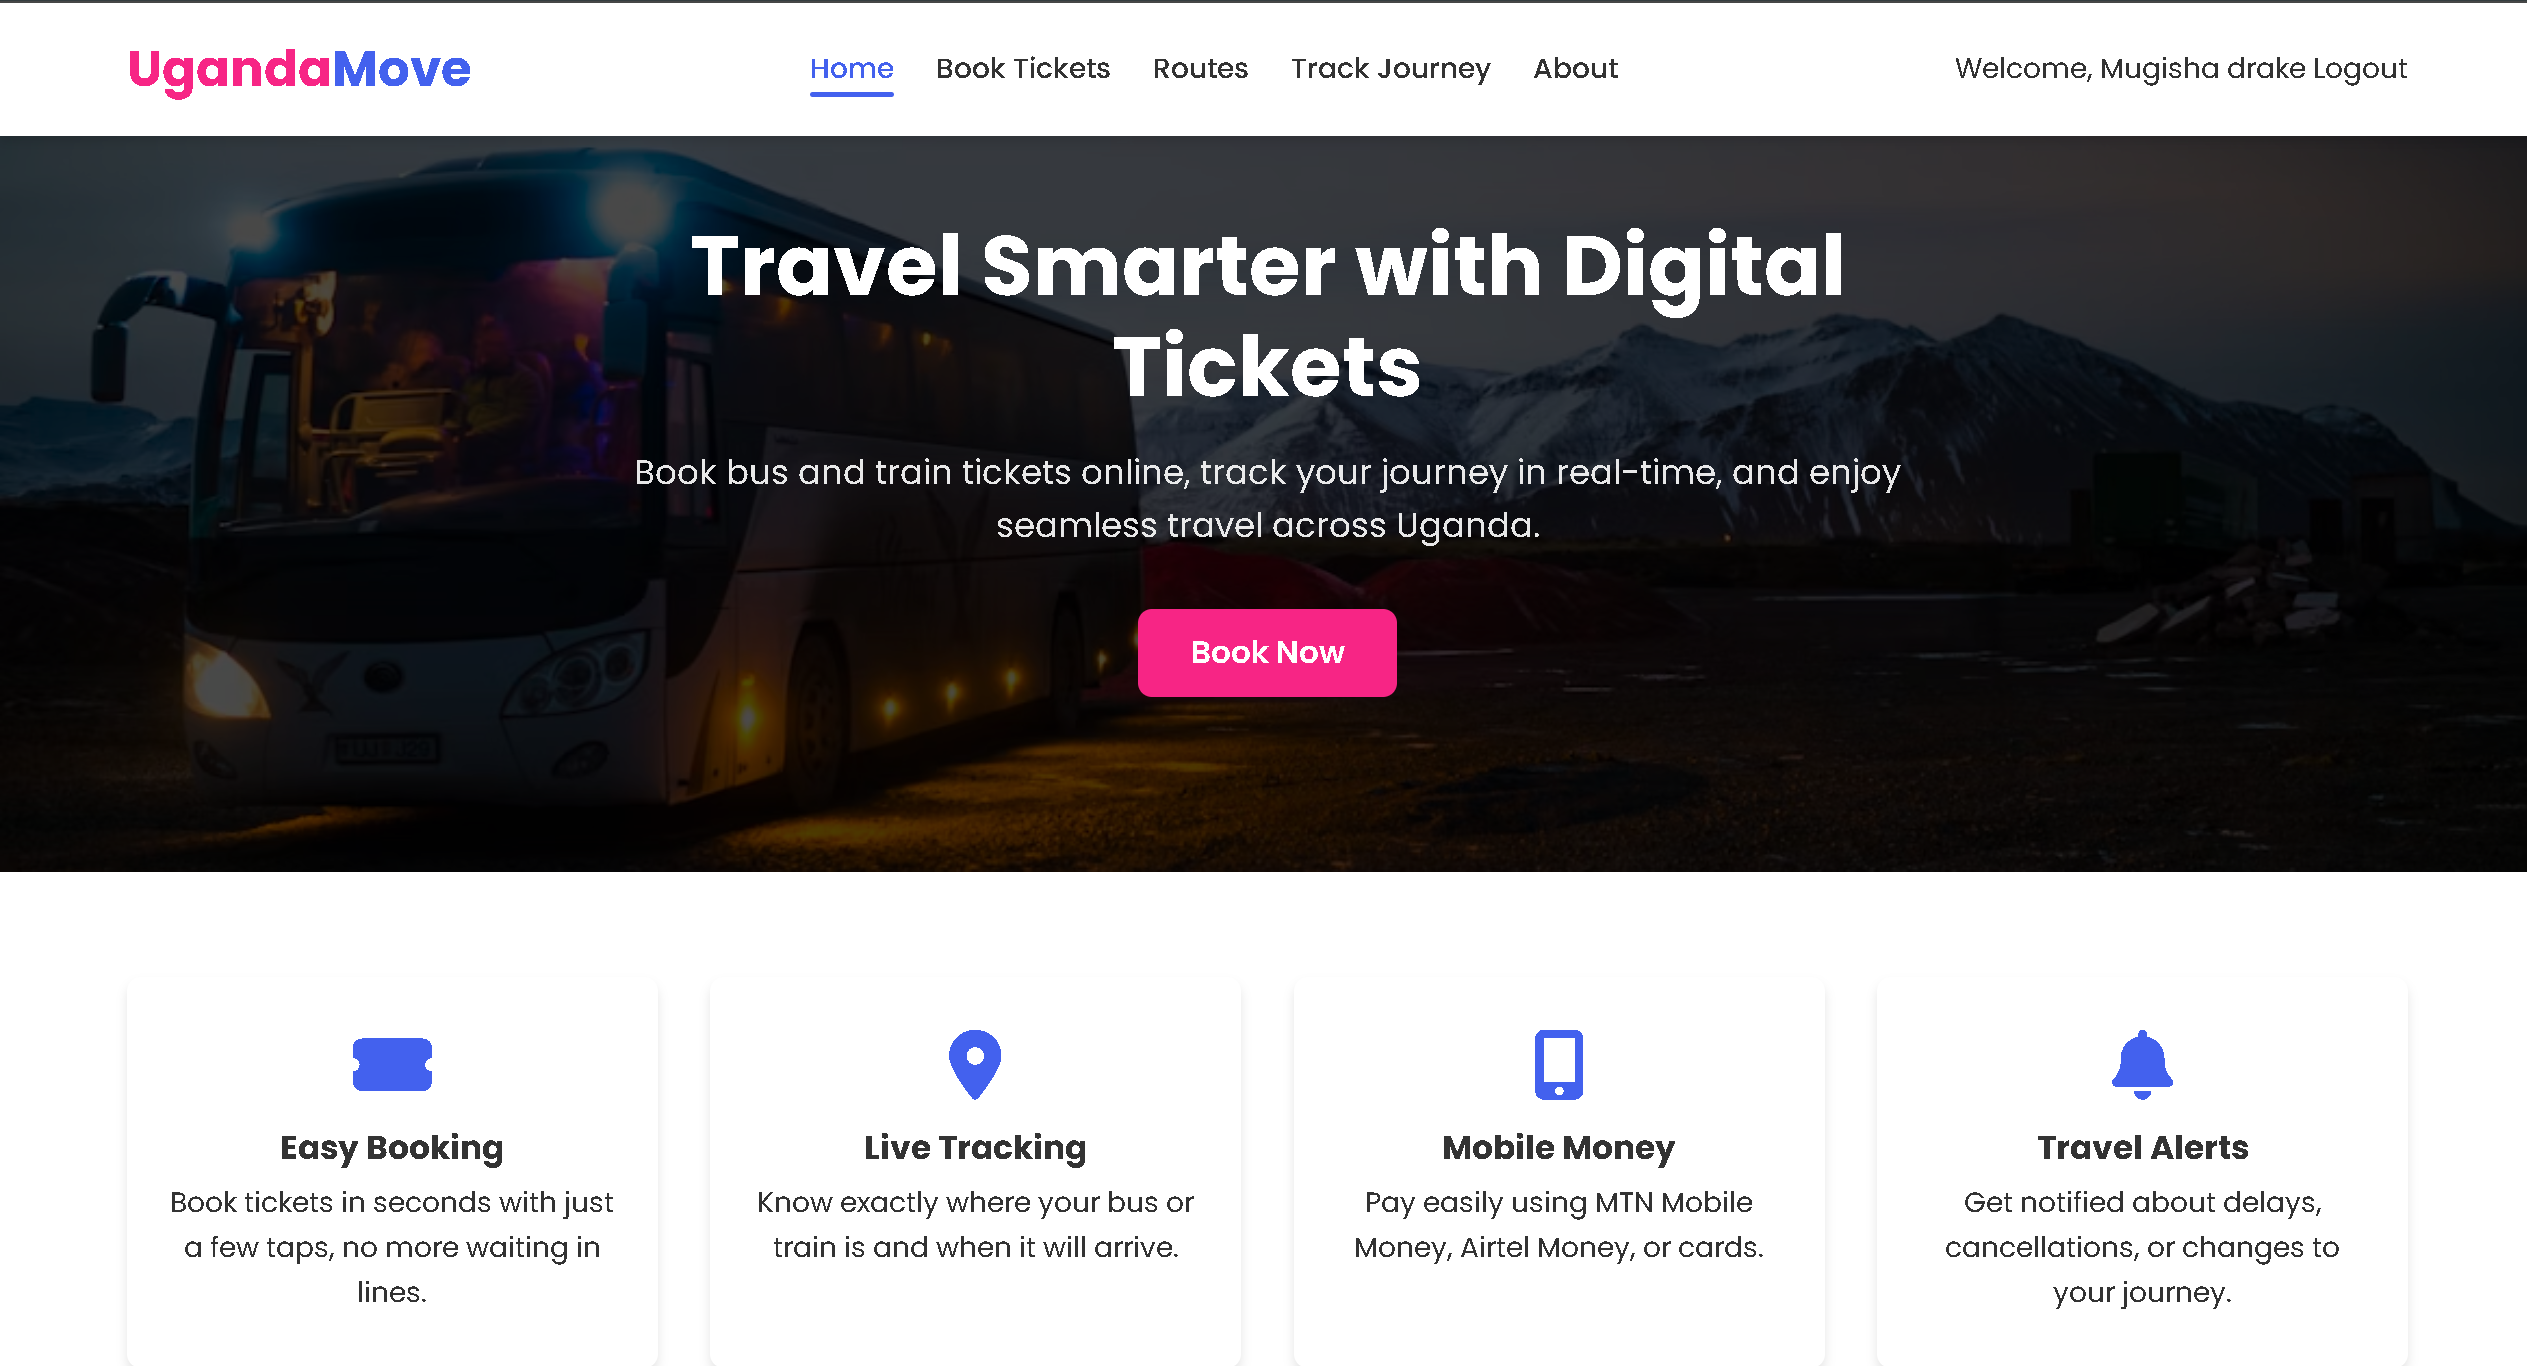 UgandaMove
Home Book Tickets Routes Track Journey About
Welcome, Mugisha drake Logout
Travel Smarter with Digital
Tickets
Book bus and train tickets online, track your journey in real-time, and enjoy
seamless travel across Uganda.
Book Now
Easy Booking
Book tickets in seconds with just
a few taps, no more waiting in
lines.
Live Tracking
Know exactly where your bus or
train is and when it will arrive.
Mobile Money
Pay easily using MTN Mobile
Money, Airtel Money, or cards.
Travel Alerts
Get notified about delays,
cancellations, or changes to
your journey.